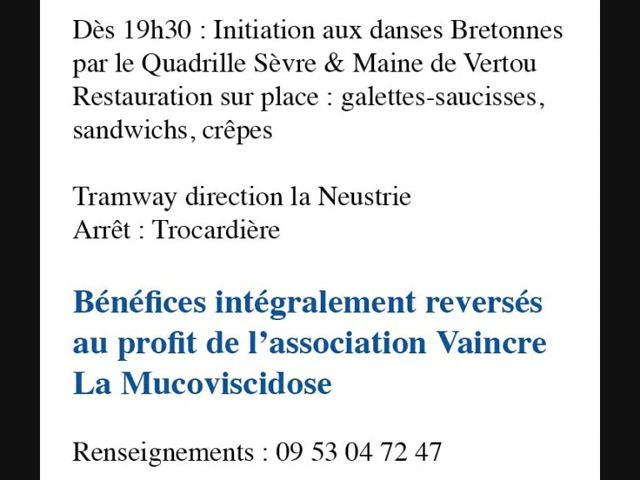 Dès 19h30 : Initiation aux danses Bretonnes
par le Quadrille Sèvre & Maine de Vertou
Restauration sur place : galettes-saucisses,
sandwichs, crêpes
Tramway direction la Neustrie
Arrêt : Trocardière
Bénéfices intégralement reversés
au profit de l'association Vaincre
La Mucoviscidose
Renseignements : 09 53 04 72 47